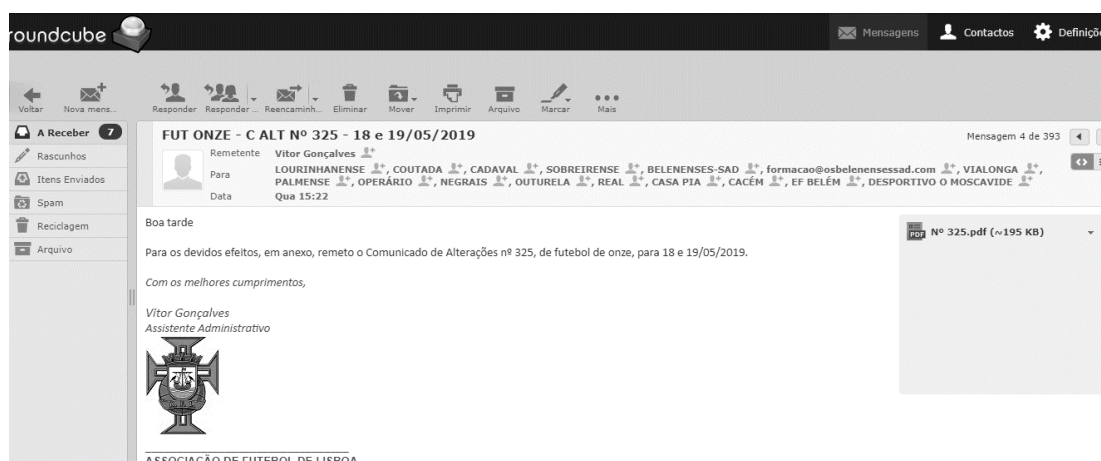 roundcube
Mensagens
Contactos
Definiçõ
Voltar
Nova mens...
Responder
Responder ...
Reencaminh...
Eliminar
Mover
Imprimir
Arquivo
Marcar
Mais
A Receber 7
Rascunhos
Itens Enviados
Spam
Reciclagem
Arquivo
FUT ONZE - C ALT Nº 325 - 18 e 19/05/2019
Mensagem 4 de 393
Remetente Vitor Gonçalves
Para LOURINHANENSE , COUTADA , CADAVAL , SOBREIRENSE , BELENENSES-SAD , formacao@osbelenensessad.com , VIALONGA ,
PALMENSE , OPERÁRIO , NEGRAIS , OUTURELA , REAL , CASA PIA , CACÉM , EF BELÉM , DESPORTIVO O MOSCAVIDE
Data Qua 15:22
Boa tarde
Para os devidos efeitos, em anexo, remeto o Comunicado de Alterações nº 325, de futebol de onze, para 18 e 19/05/2019.
Com os melhores cumprimentos,
Vitor Gonçalves
Assistente Administrativo
ASSOCIAÇÃO DE FUTEBOL DE LISBOA
PDF Nº 325.pdf (~195 KB)